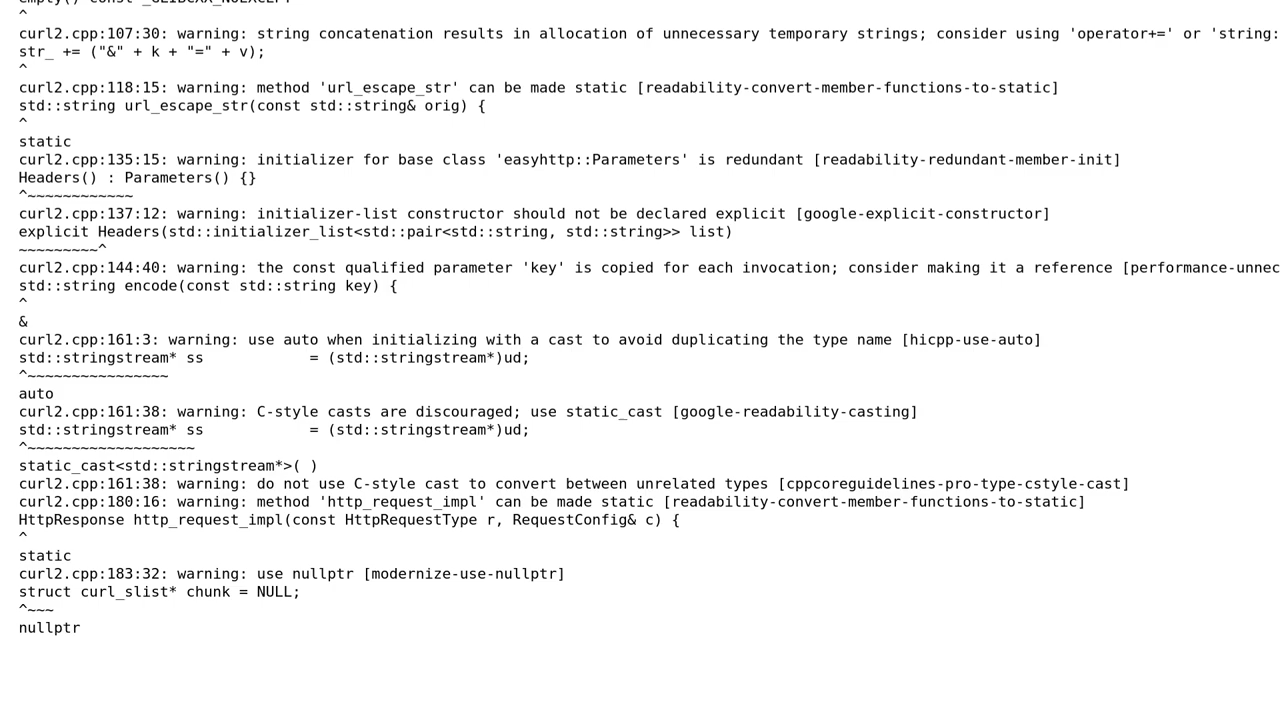 empty() const _GLIBCXX_NOEXCEPT
^
curl2.cpp:107:30: warning: string concatenation results in allocation of unnecessary temporary strings; consider using 'operator+=' or 'string:
str_ += ("&" + k + "=" + v);
^
curl2.cpp:118:15: warning: method 'url_escape_str' can be made static [readability-convert-member-functions-to-static]
std::string url_escape_str(const std::string& orig) {
^
static
curl2.cpp:135:15: warning: initializer for base class 'easyhttp::Parameters' is redundant [readability-redundant-member-init]
Headers() : Parameters() {}
^~~~~~~~~~~~~
curl2.cpp:137:12: warning: initializer-list constructor should not be declared explicit [google-explicit-constructor]
explicit Headers(std::initializer_list<std::pair<std::string, std::string>> list)
~~~~~~~~~^
curl2.cpp:144:40: warning: the const qualified parameter 'key' is copied for each invocation; consider making it a reference [performance-unnec
std::string encode(const std::string key) {
^
&
curl2.cpp:161:3: warning: use auto when initializing with a cast to avoid duplicating the type name [hicpp-use-auto]
std::stringstream* ss            = (std::stringstream*)ud;
^~~~~~~~~~~~~~~~~
auto
curl2.cpp:161:38: warning: C-style casts are discouraged; use static_cast [google-readability-casting]
std::stringstream* ss            = (std::stringstream*)ud;
^~~~~~~~~~~~~~~~~~~~
static_cast<std::stringstream*>( )
curl2.cpp:161:38: warning: do not use C-style cast to convert between unrelated types [cppcoreguidelines-pro-type-cstyle-cast]
curl2.cpp:180:16: warning: method 'http_request_impl' can be made static [readability-convert-member-functions-to-static]
HttpResponse http_request_impl(const HttpRequestType r, RequestConfig& c) {
^
static
curl2.cpp:183:32: warning: use nullptr [modernize-use-nullptr]
struct curl_slist* chunk = NULL;
^~~~
nullptr